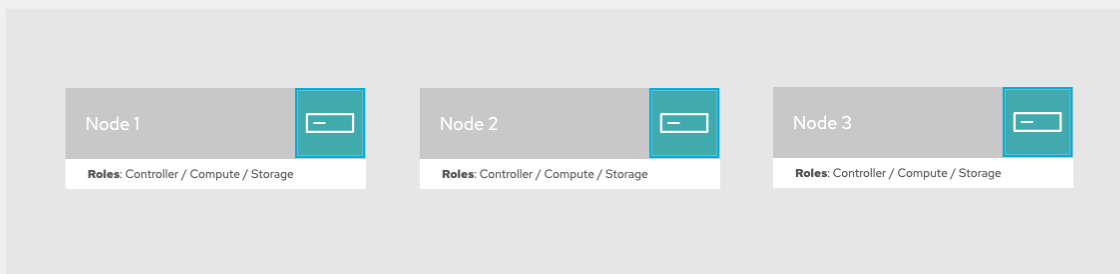 Node 1
Roles: Controller / Compute / Storage
Node 2
Roles: Controller / Compute / Storage
Node 3
Roles: Controller / Compute / Storage